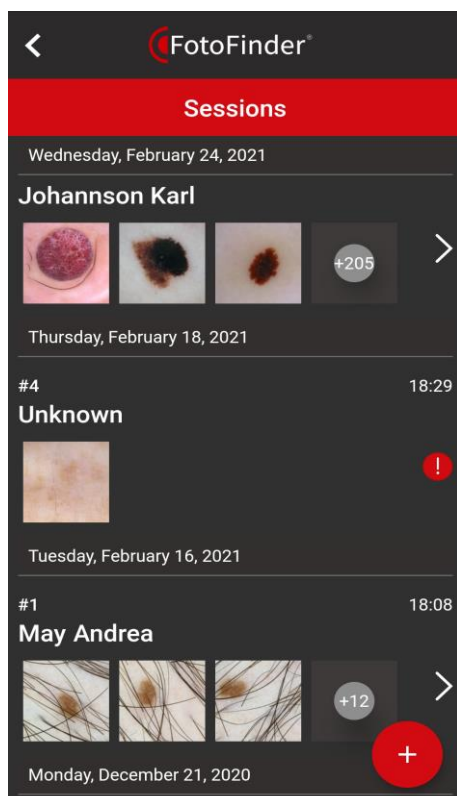 FotoFinder®
Sessions
Wednesday, February 24, 2021
Johannson Karl
+205
Thursday, February 18, 2021
#4 18:29
Unknown
!
Tuesday, February 16, 2021
#1 18:08
May Andrea
+12
+
Monday, December 21, 2020